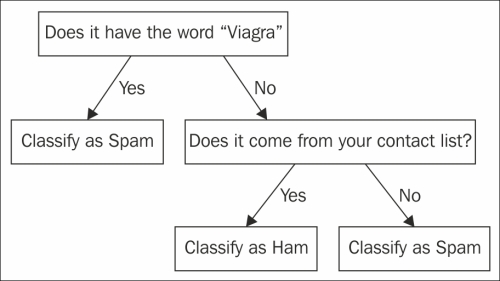 Does it have the word “Viagra”
Yes
No
Classify as Spam
Does it come from your contact list?
Yes
No
Classify as Ham
Classify as Spam